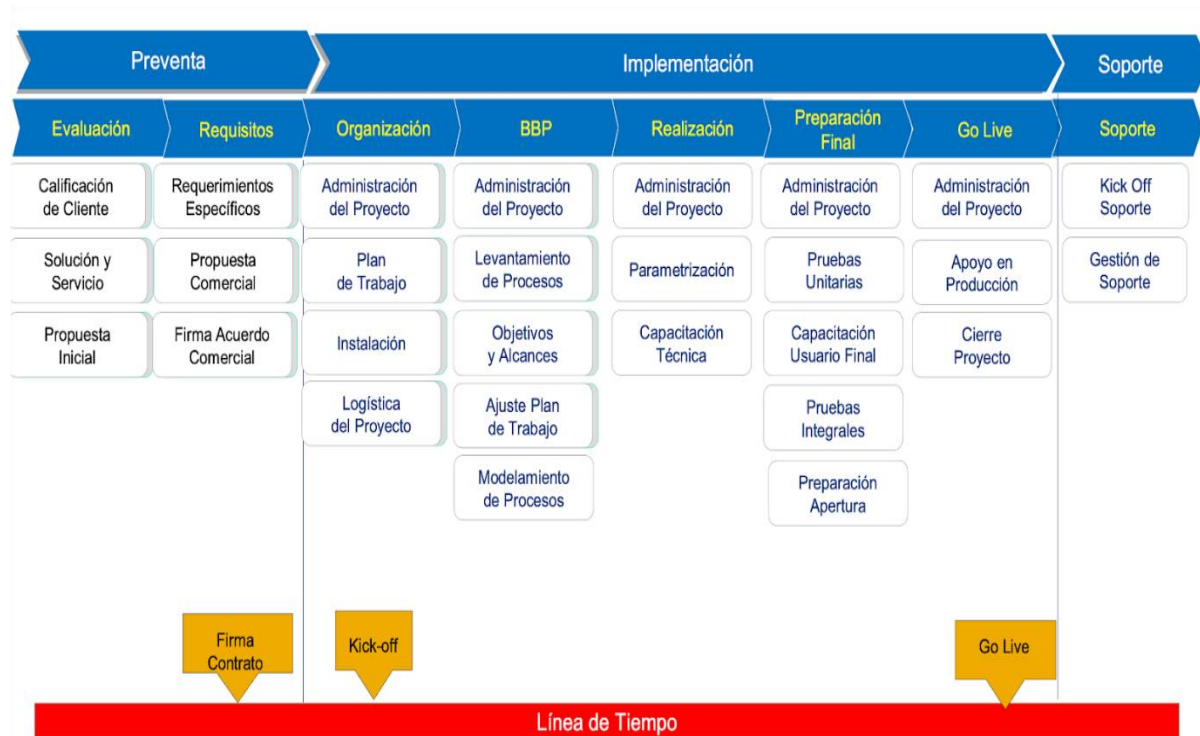 Preventa
Implementación
Soporte
Evaluación
Requisitos
Organización
BBP
Realización
Preparación
Final
Go Live
Soporte
Calificación
de Cliente
Solución y
Servicio
Propuesta
Inicial
Requerimientos
Específicos
Propuesta
Comercial
Firma Acuerdo
Comercial
Administración
del Proyecto
Plan
de Trabajo
Instalación
Logística
del Proyecto
Administración
del Proyecto
Levantamiento
de Procesos
Objetivos
y Alcances
Ajuste Plan
de Trabajo
Modelamiento
de Procesos
Administración
del Proyecto
Parametrización
Capacitación
Técnica
Administración
del Proyecto
Pruebas
Unitarias
Capacitación
Usuario Final
Pruebas
Integrales
Preparación
Apertura
Administración
del Proyecto
Apoyo en
Producción
Cierre
Proyecto
Kick Off
Soporte
Gestión de
Soporte
Firma
Contrato
Kick-off
Go Live
Línea de Tiempo